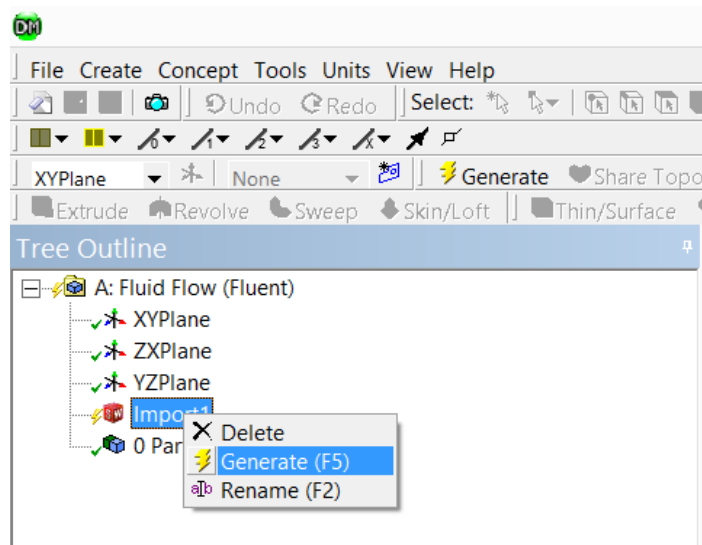 DM
File Create Concept Tools Units View Help
Undo Redo Select:
XYPlane None Generate Share Topo
Extrude Revolve Sweep Skin/Loft Thin/Surface
Tree Outline
A: Fluid Flow (Fluent)
XYPlane
ZXPlane
YZPlane
Import1
Delete
0 Par
Generate (F5)
Rename (F2)